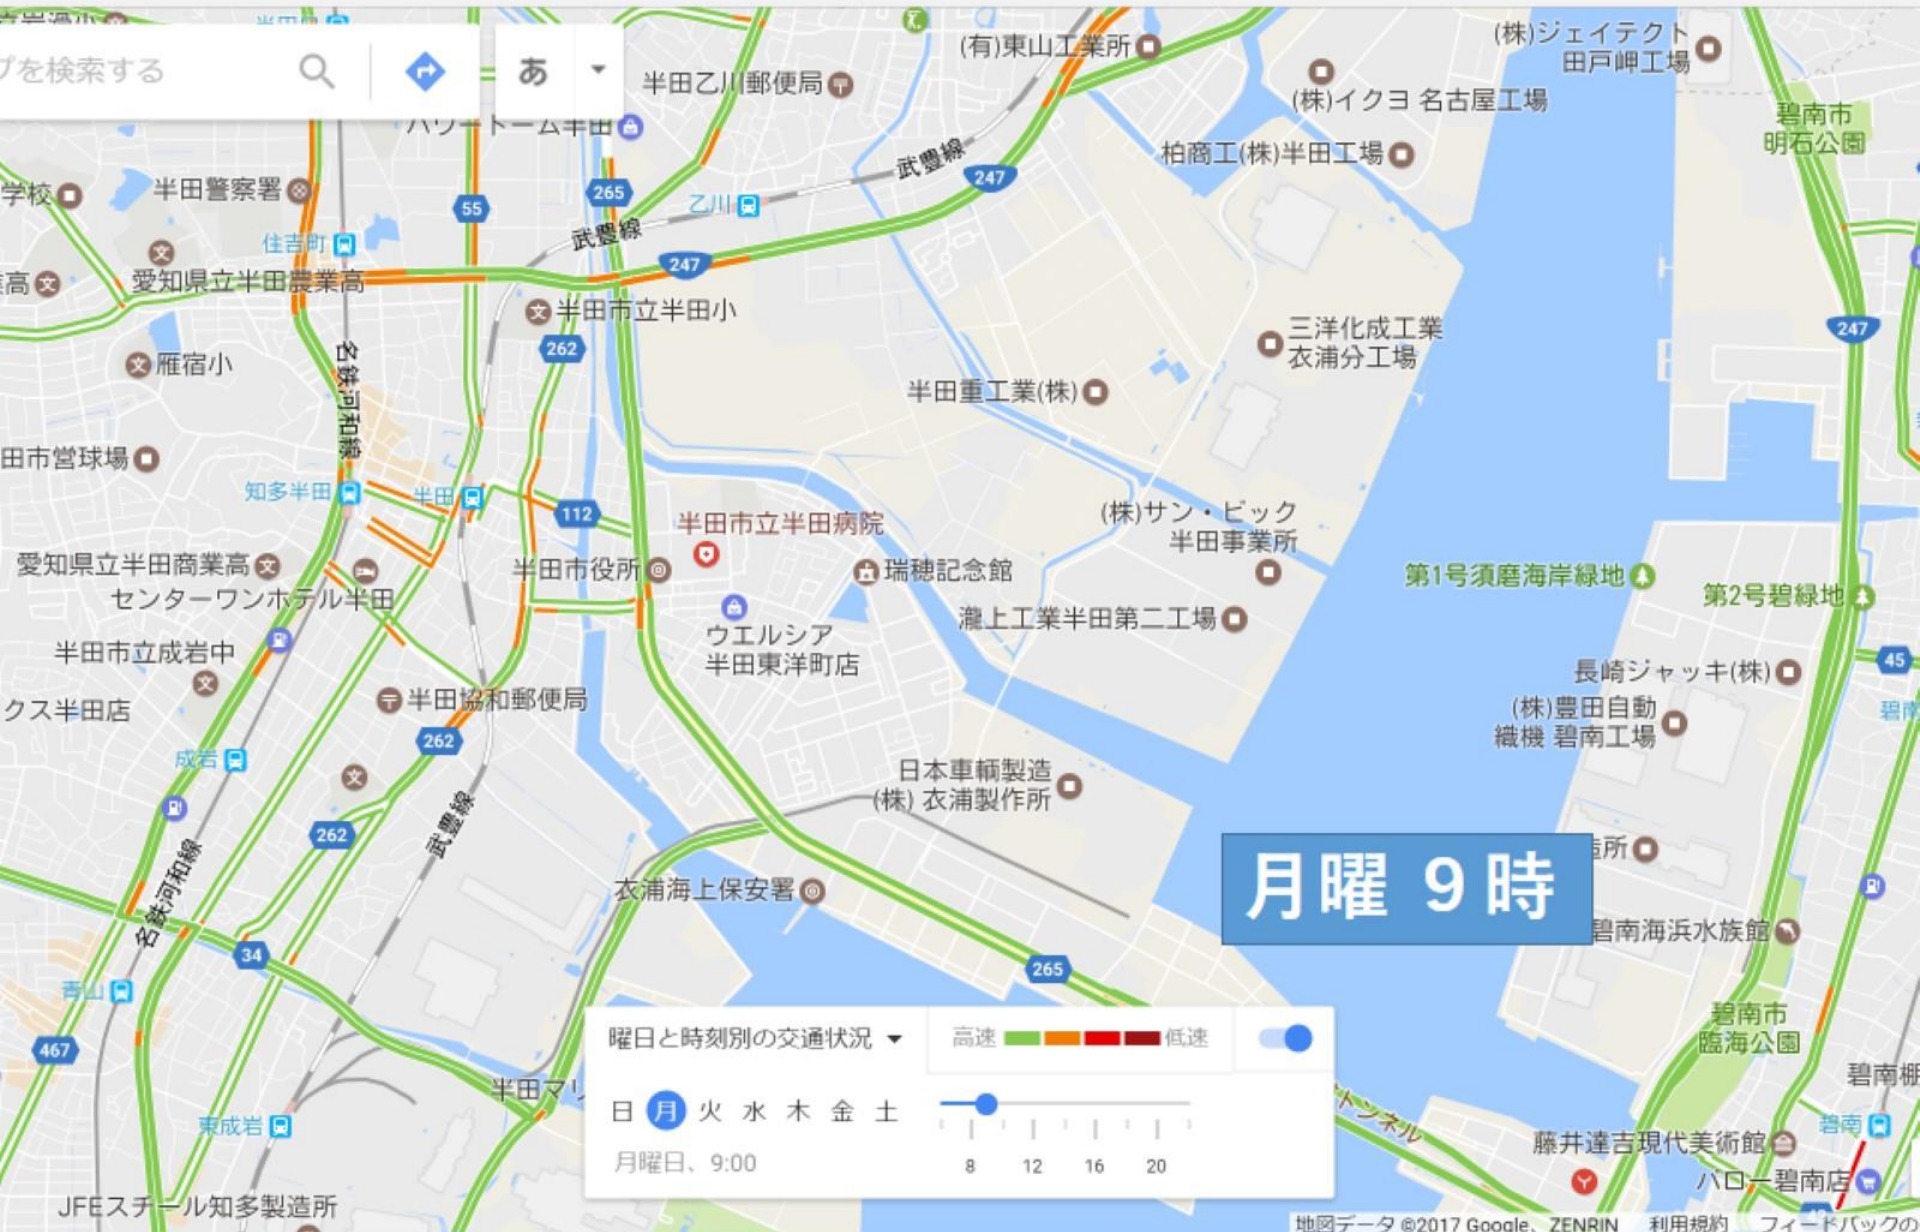 プを検索する
あ
半田乙川郵便局
(有)東山工業所
(株)ジェイテクト
田戸岬工場
(株)イクヨ 名古屋工場
碧南市
明石公園
パワードーム半田
柏商工(株)半田工場
武豊線
247
学校
半田警察署
55
265
乙川
武豊線
住吉町
247
高
愛知県立半田農業高
半田市立半田小
262
三洋化成工業
衣浦分工場
247
雁宿小
名鉄河和線
半田重工業(株)
田市営球場
知多半田
半田
112
半田市立半田病院
(株)サン・ビック
半田事業所
愛知県立半田商業高
半田市役所
瑞穂記念館
第1号須磨海岸緑地
第2号碧緑地
センターワンホテル半田
瀧上工業半田第二工場
ウエルシア
半田東洋町店
半田市立成岩中
45
長崎ジャッキ(株)
クス半田店
半田協和郵便局
(株)豊田自動
織機 碧南工場
碧南
262
成岩
日本車輌製造
(株) 衣浦製作所
262
武豊線
造所
月曜 9時
名鉄河和線
衣浦海上保安署
碧南海浜水族館
34
265
青山
碧南市
臨海公園
467
曜日と時刻別の交通状況
高速
低速
半田マリ
碧南棚
日 月 火 水 木 金 土
東成岩
トンネル
碧南
月曜日、9:00
8 12 16 20
藤井達吉現代美術館
バロー碧南店
JFEスチール知多製造所
地図データ ©2017 Google、ZENRIN 利用規約 フィードバックの